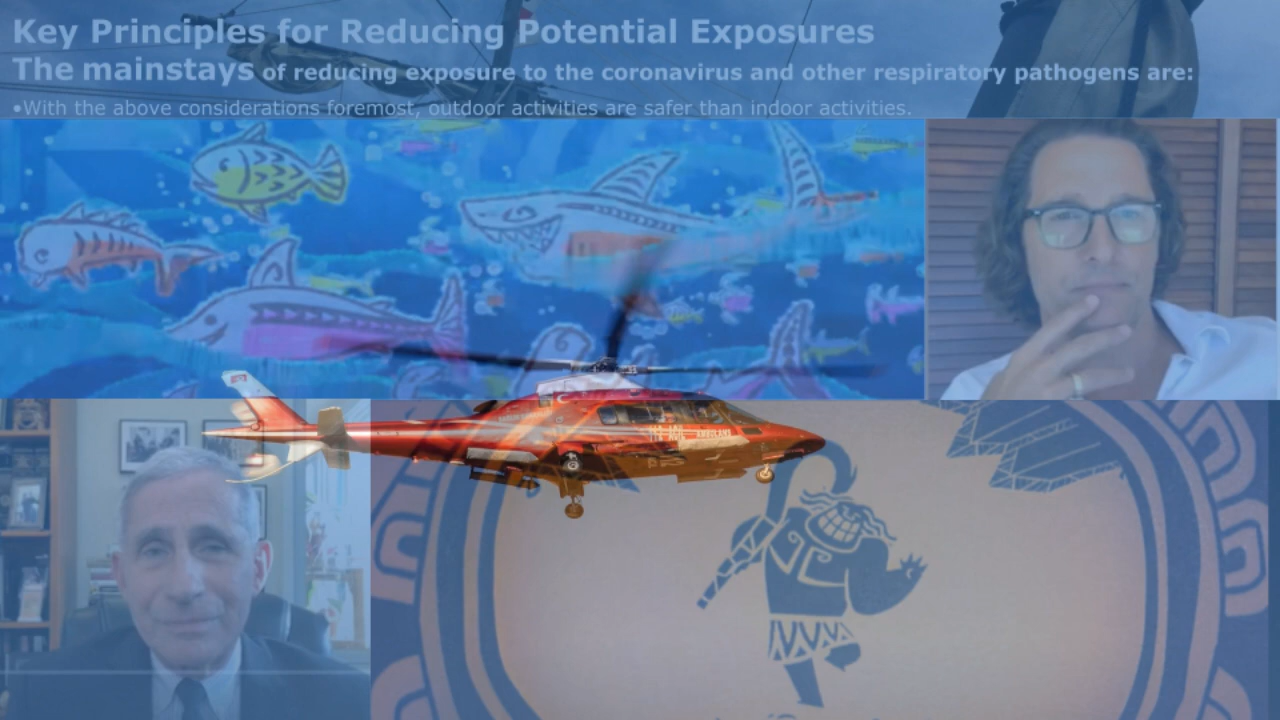 Key Principles for Reducing Potential Exposures
The mainstays of reducing exposure to the coronavirus and other respiratory pathogens are:
•With the above considerations foremost, outdoor activities are safer than indoor activities.